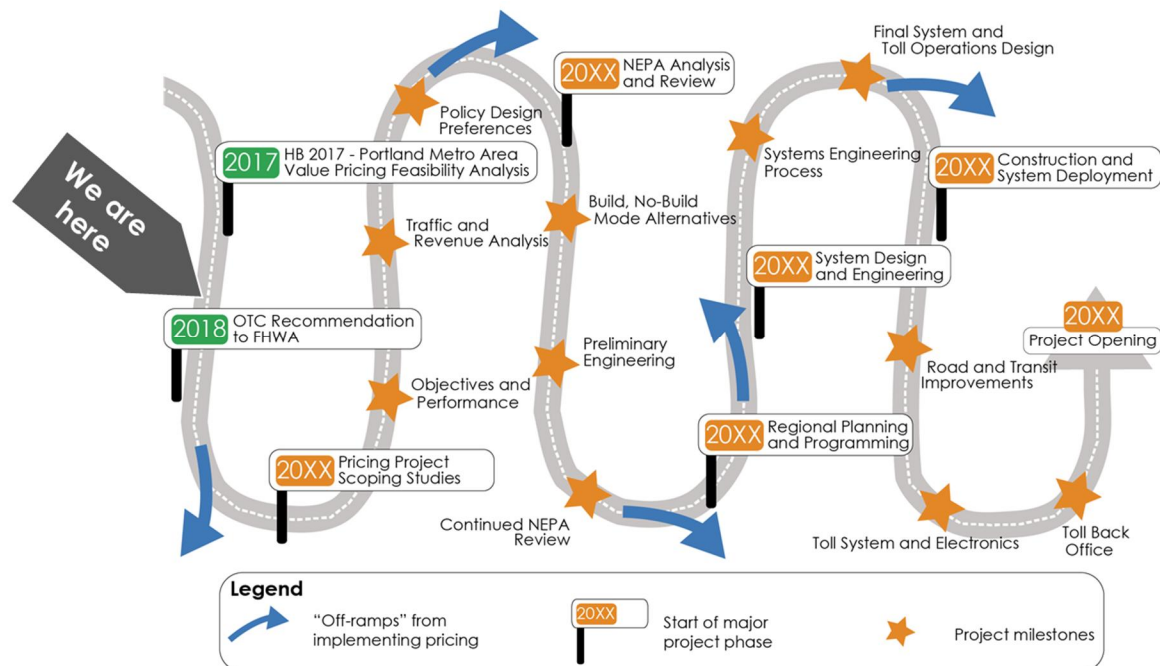 We are
here
2017
HB 2017 - Portland Metro Area
Value Pricing Feasibility Analysis
2018
OTC Recommendation
to FHWA
20XX
Pricing Project
Scoping Studies
Objectives and
Performance
Traffic and
Revenue Analysis
Policy Design
Preferences
20XX
NEPA Analysis
and Review
Build, No-Build
Mode Alternatives
Preliminary
Engineering
Continued NEPA
Review
20XX
Regional Planning
and Programming
20XX
System Design
and Engineering
Systems Engineering
Process
Final System and
Toll Operations Design
20XX
Construction and
System Deployment
Road and Transit
Improvements
Toll System and Electronics
Toll Back
Office
20XX
Project Opening
Legend
"Off-ramps" from
implementing pricing
20XX
Start of major
project phase
Project milestones